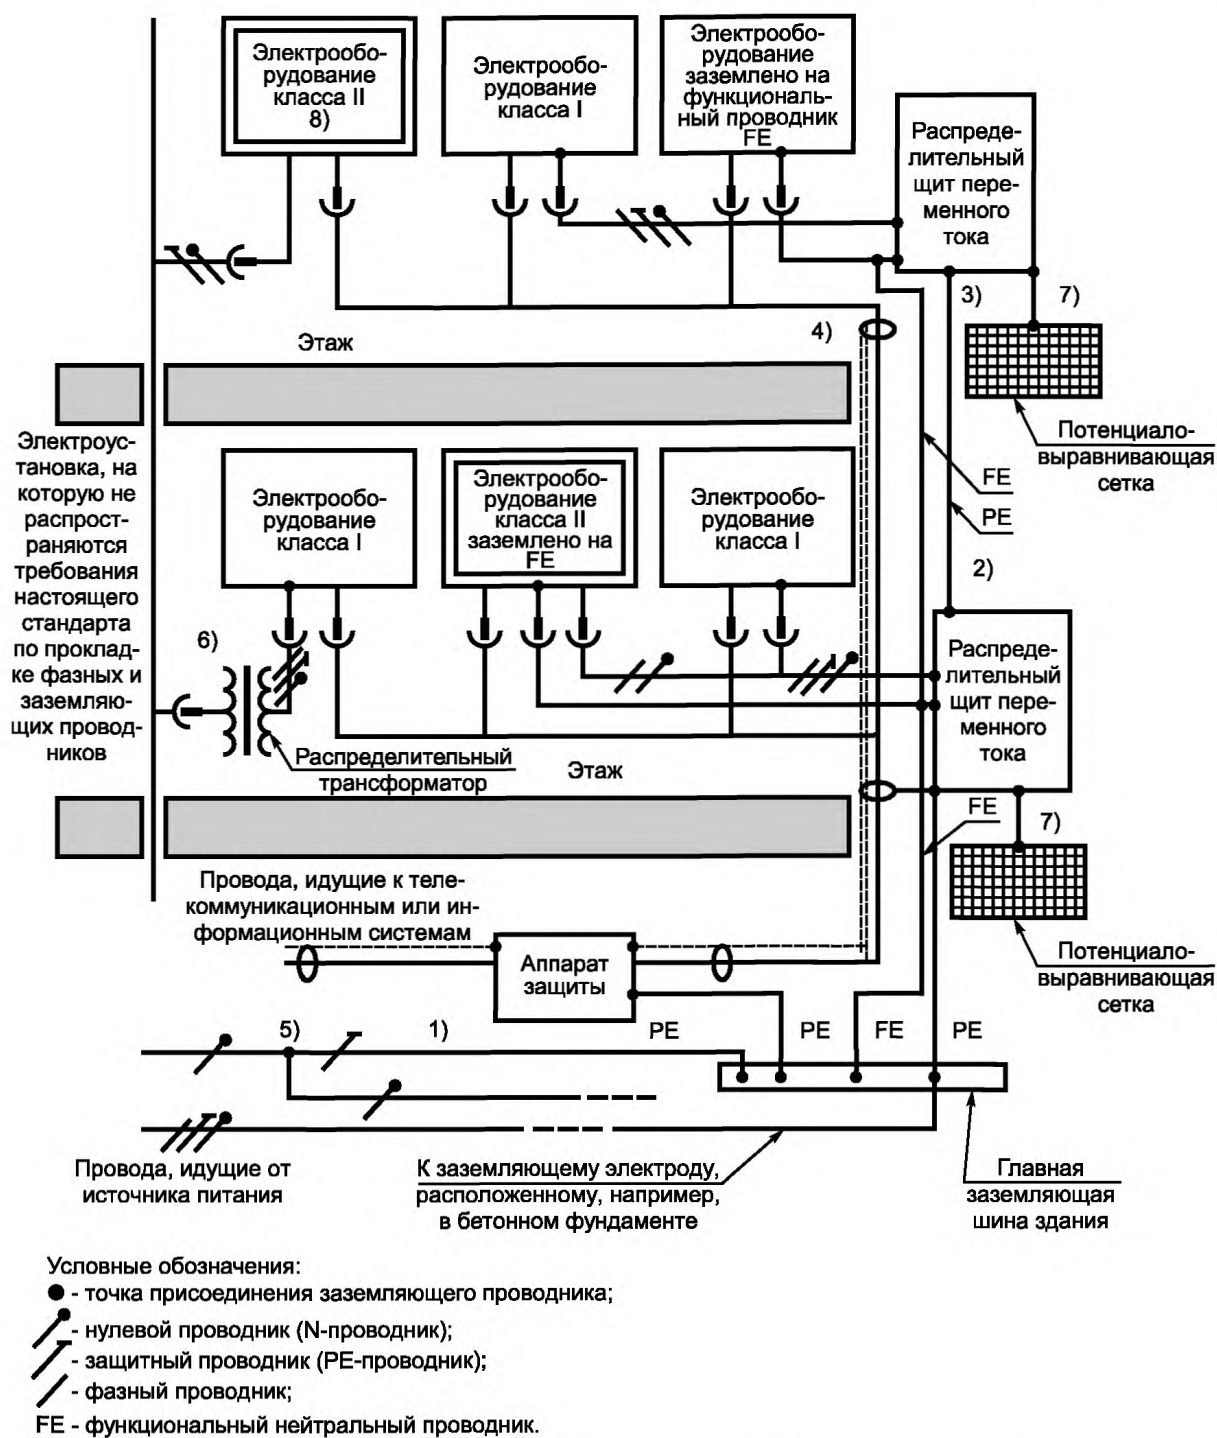 Электрообо-
рудование
класса II
8)
Электрообо-
рудование
класса I
Электрообо-
рудование
заземлено на
функциональ-
ный проводник
FE
Распреде-
лительный
щит пере-
менного
тока
3)
7)
4)
Этаж
Потенциало-
выравнивающая
сетка
FE
PE
Электроус-
тановка, на
которую не
распрост-
раняются
требования
настоящего
стандарта
по проклад-
ке фазных и
заземляю-
щих провод-
ников
Электрообо-
рудование
класса I
Электрообо-
рудование
класса II
заземлено на
FE
Электрообо-
рудование
класса I
2)
6)
Распреде-
лительный
щит пере-
менного
тока
Распределительный
трансформатор
Этаж
FE
7)
Провода, идущие к теле-
коммуникационным или ин-
формационным системам
Аппарат
защиты
Потенциало-
выравнивающая
сетка
5)
1)
PE
PE
FE
PE
Провода, идущие от
источника питания
К заземляющему электроду,
расположенному, например,
в бетонном фундаменте
Главная
заземляющая
шина здания
Условные обозначения:
- точка присоединения заземляющего проводника;
- нулевой проводник (N-проводник);
- защитный проводник (PE-проводник);
- фазный проводник;
FE - функциональный нейтральный проводник.